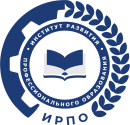 • ИНСТИТУТ РАЗВИТИЯ •
ПРОФЕССИОНАЛЬНОГО ОБРАЗОВАНИЯ
ИРПО